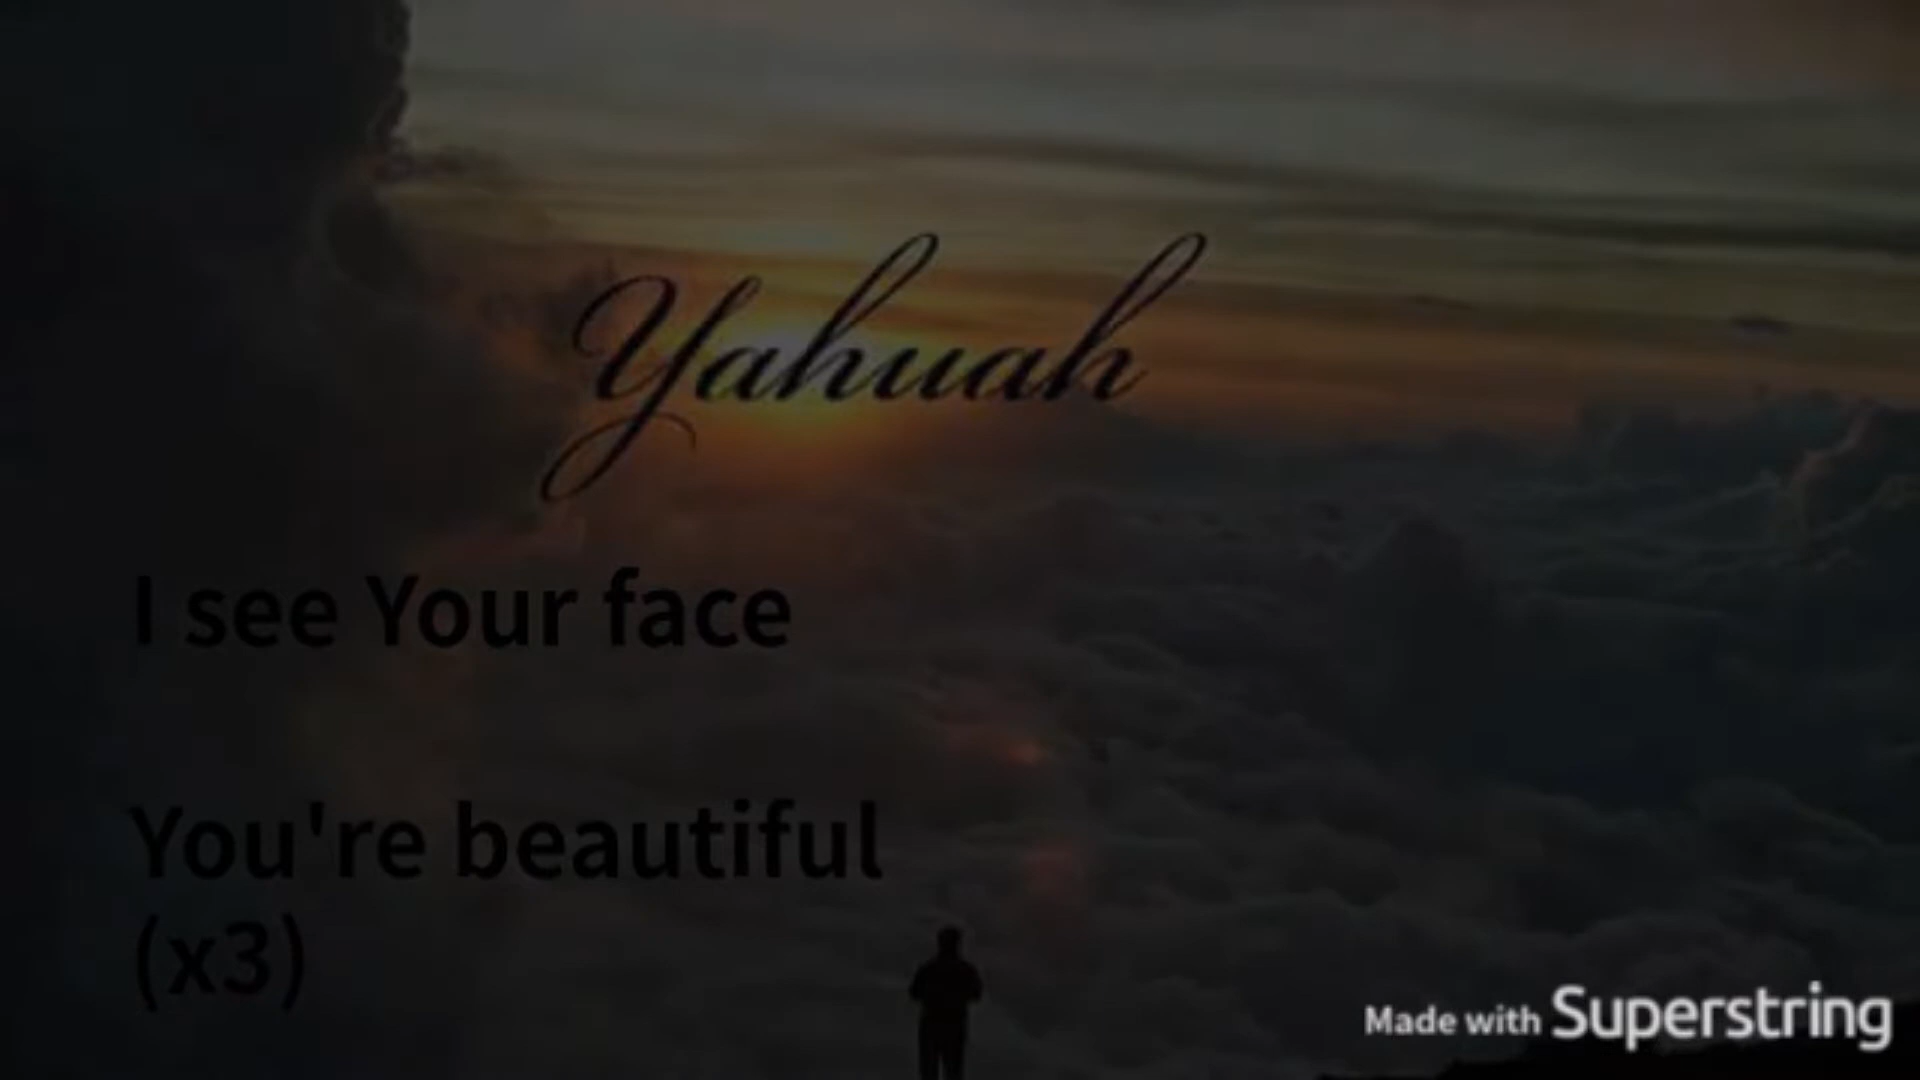 Yahuah
I see Your face
You're beautiful
(x3)
Made with Superstring